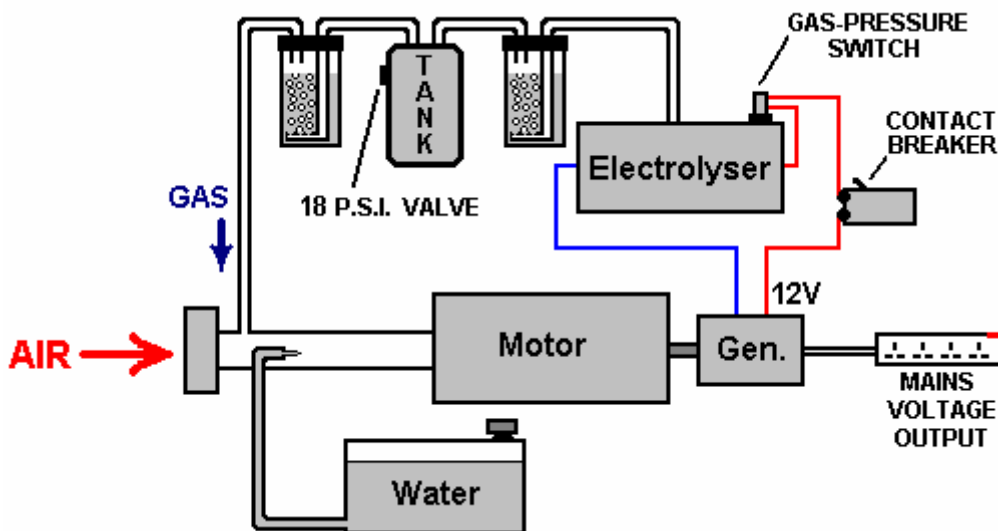 GAS-PRESSURE
SWITCH
T
A
N
K
CONTACT
BREAKER
Electrolyser
18 P.S.I. VALVE
GAS
12V
AIR
Motor
Gen.
MAINS
VOLTAGE
OUTPUT
Water